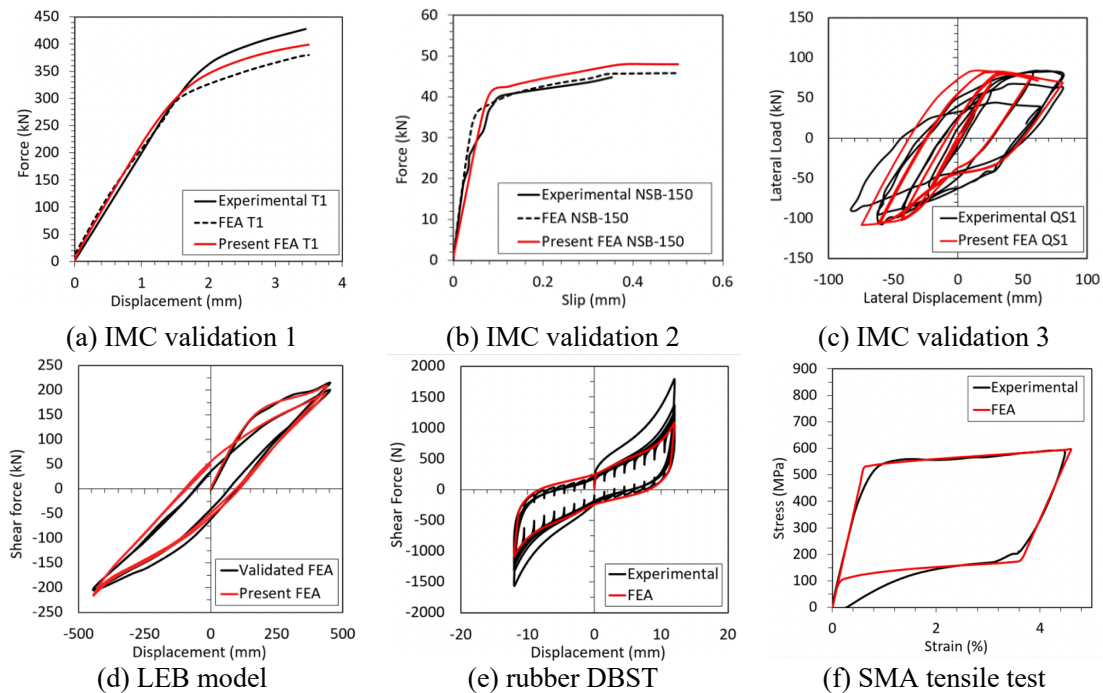 450
400
350
300
250
200
150
100
50
0
Force (kN)
0 1 2 3 4
Displacement (mm)
Experimental T1
FEA T1
Present FEA T1
(a) IMC validation 1
60
50
40
30
20
10
0
Force (kN)
0 0.2 0.4 0.6
Slip (mm)
Experimental NSB-150
FEA NSB-150
Present FEA NSB-150
(b) IMC validation 2
150
100
50
0
-50
-100
-150
Lateral Load (kN)
-100 -50 0 50 100
Lateral Displacement (mm)
Experimental QS1
Present FEA QS1
(c) IMC validation 3
250
200
150
100
50
0
-50
-100
-150
-200
-250
Shear force (kN)
-500 -250 0 250 500
Displacement (mm)
Validated FEA
Present FEA
(d) LEB model
2000
1500
1000
500
0
-500
-1000
-1500
-2000
Shear Force (N)
-20 -10 0 10 20
Displacement (mm)
Experimental
FEA
(e) rubber DBST
900
800
700
600
500
400
300
200
100
0
Stress (MPa)
0 2 4
Strain (%)
Experimental
FEA
(f) SMA tensile test